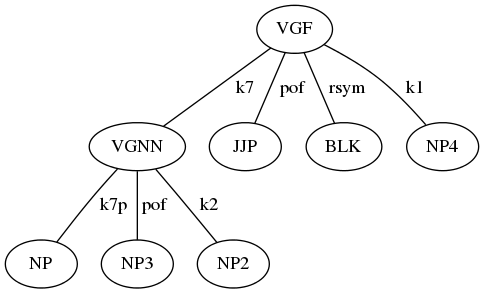 VGF
k7 pof rsym k1
VGNN JJP BLK NP4
k7p pof k2
NP NP3 NP2